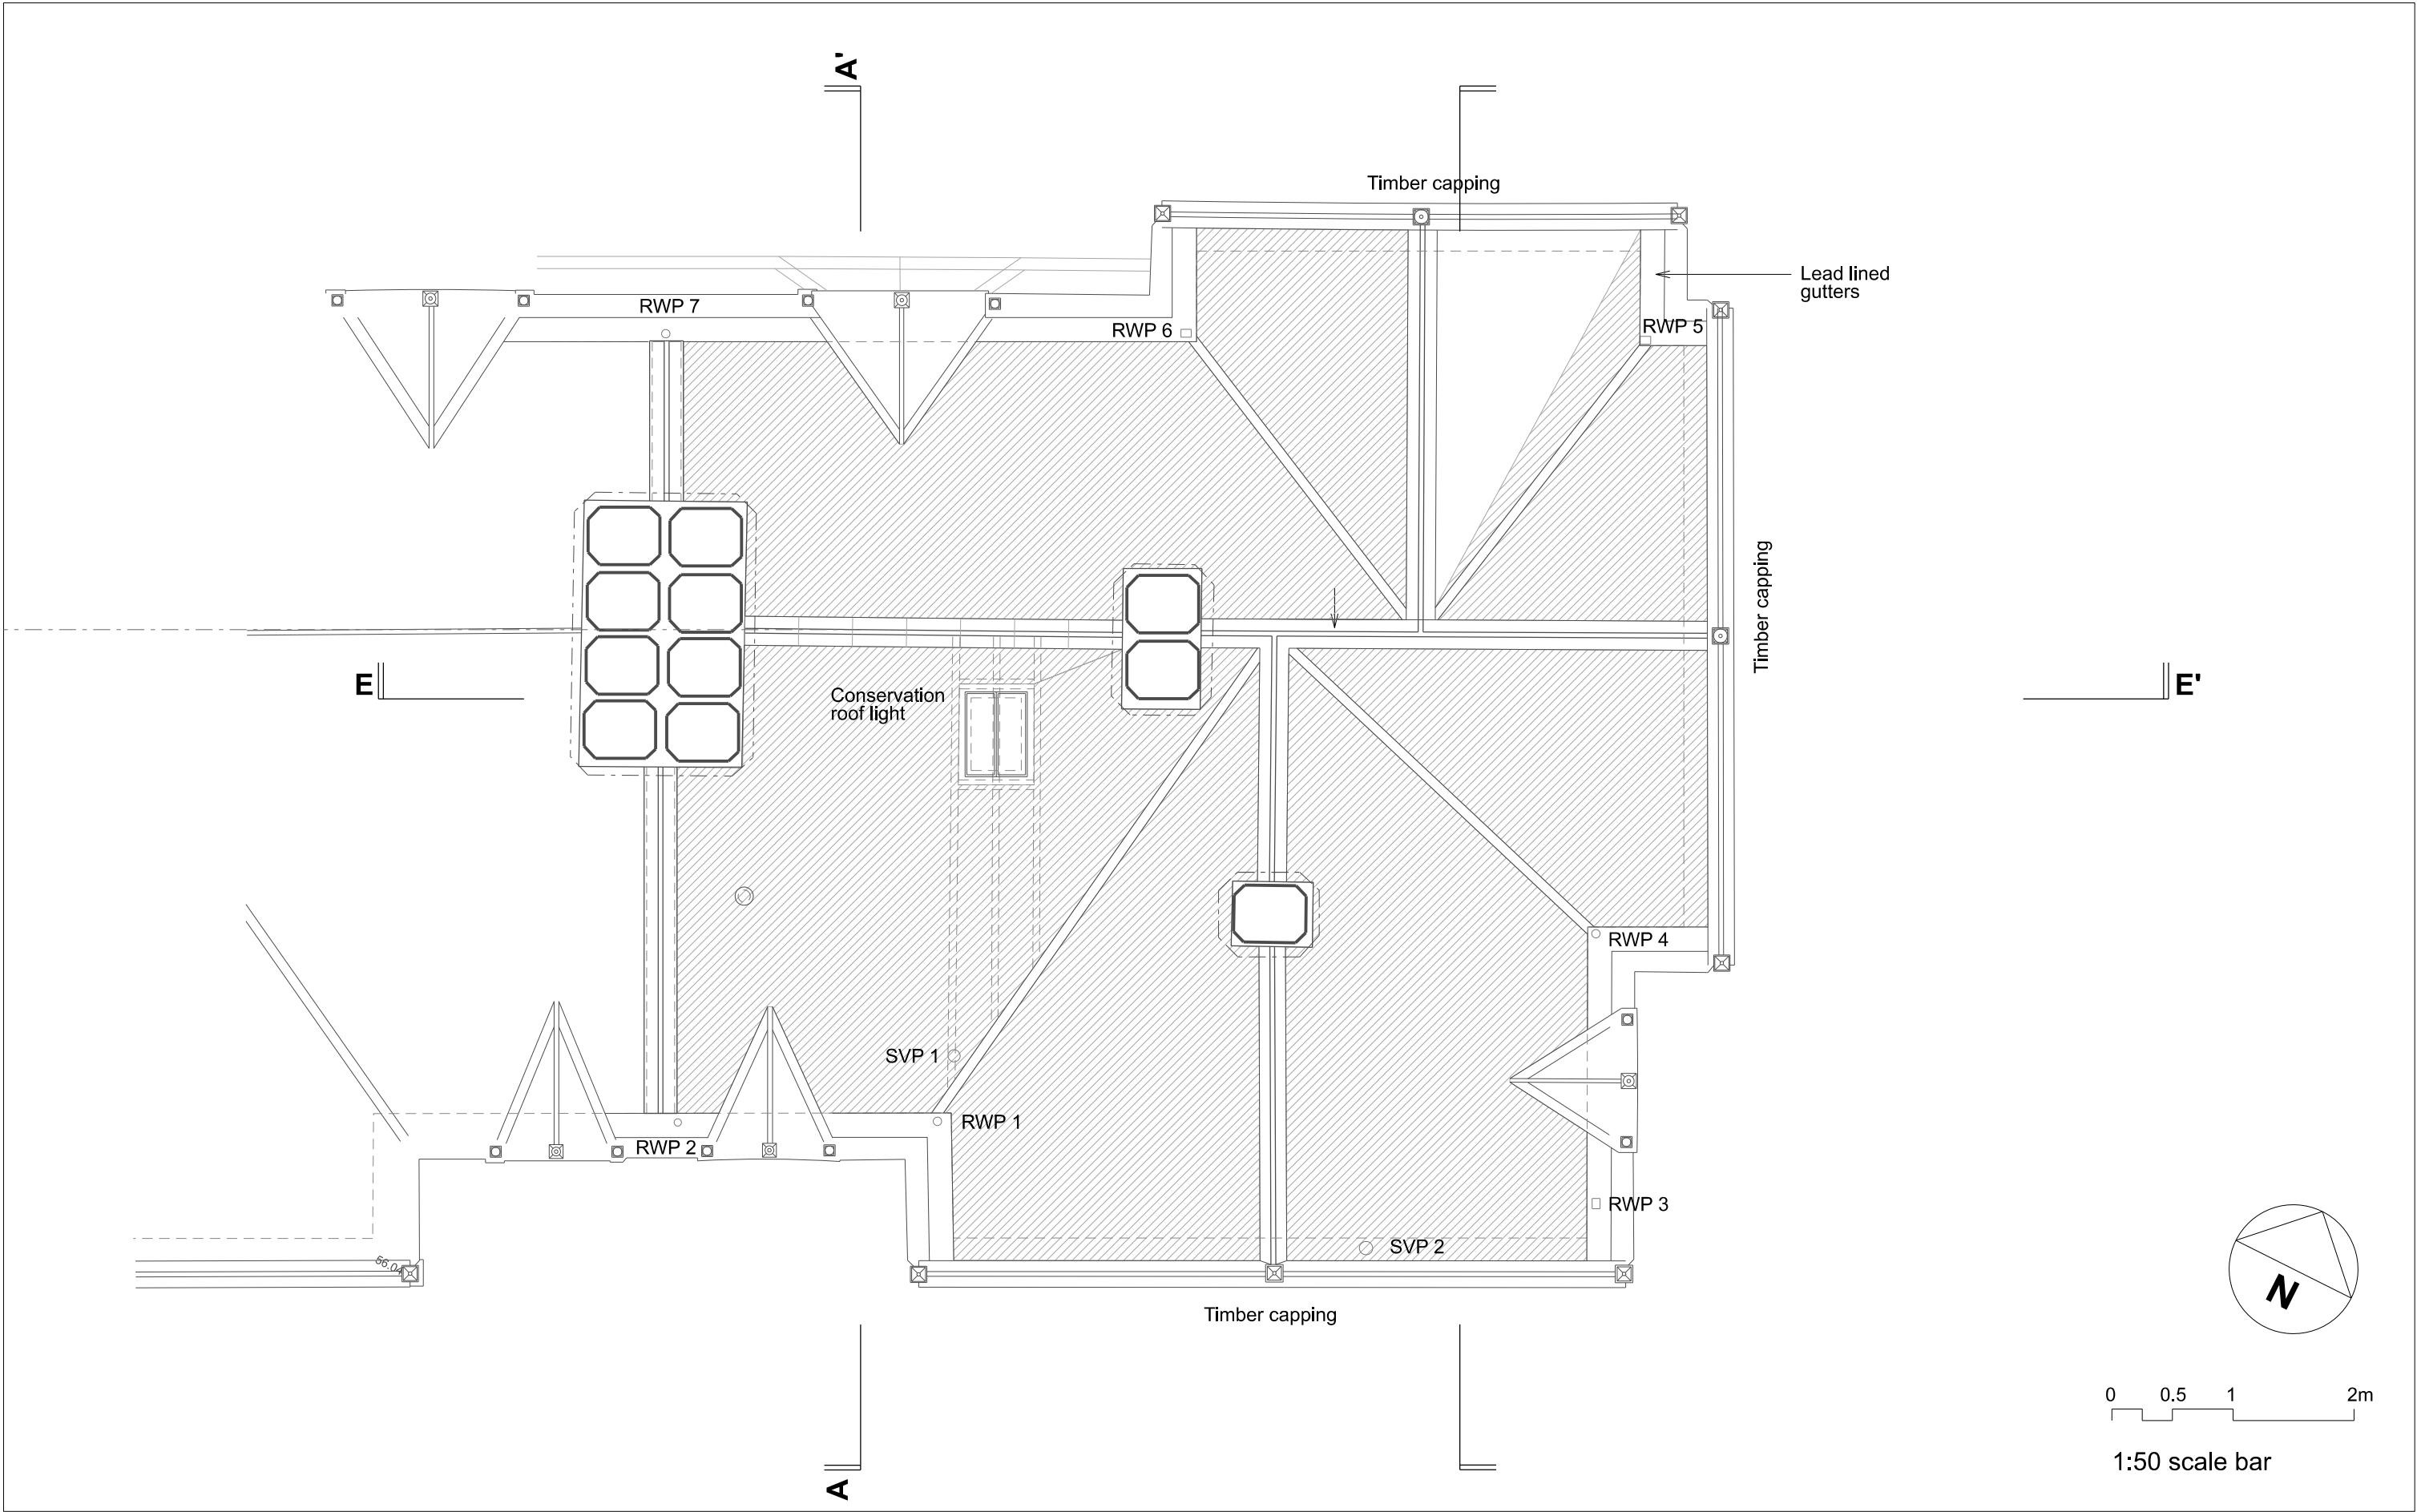 A'
Timber capping
Lead lined
gutters
RWP 7
RWP 6
RWP 5
Timber capping
E
E'
Conservation
roof light
RWP 4
SVP 1
RWP 1
RWP 2
RWP 3
SVP 2
Timber capping
N
0 0.5 1 2m
1:50 scale bar
A